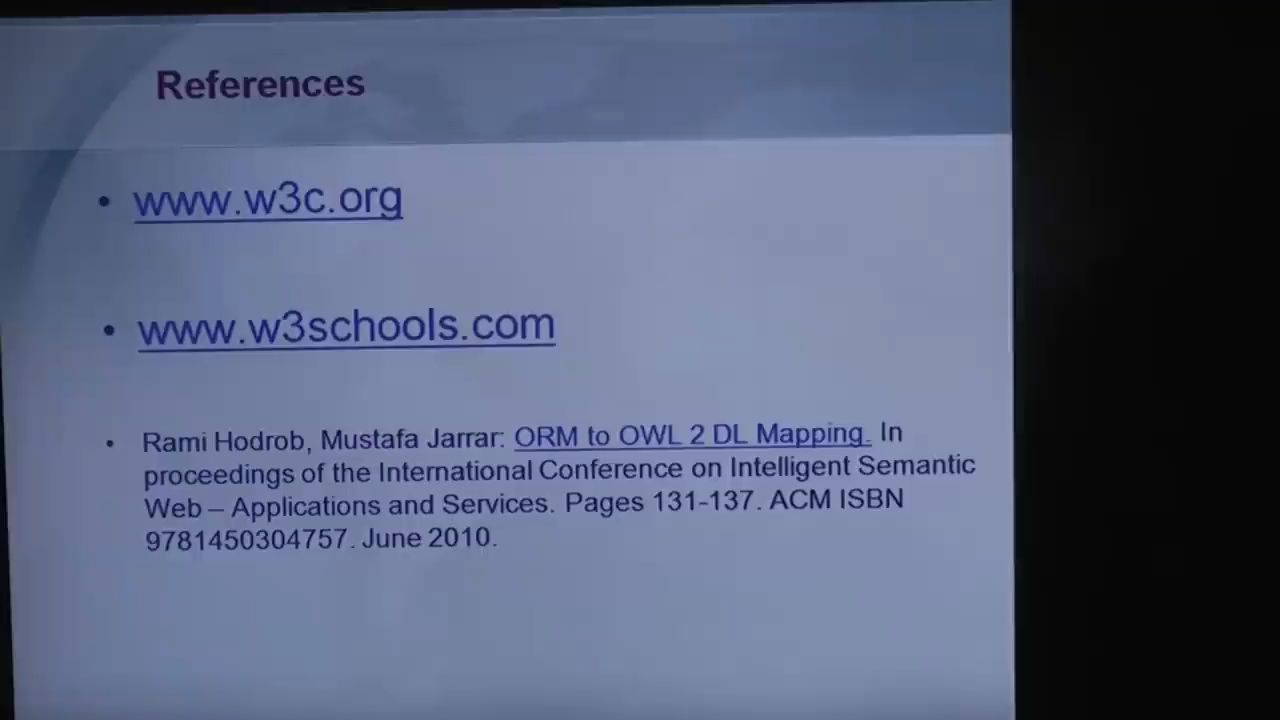 References
• www.w3c.org
• www.w3schools.com
• Rami Hodrob, Mustafa Jarrar: ORM to OWL 2 DL Mapping. In
proceedings of the International Conference on Intelligent Semantic
Web – Applications and Services. Pages 131-137. ACM ISBN
9781450304757. June 2010.